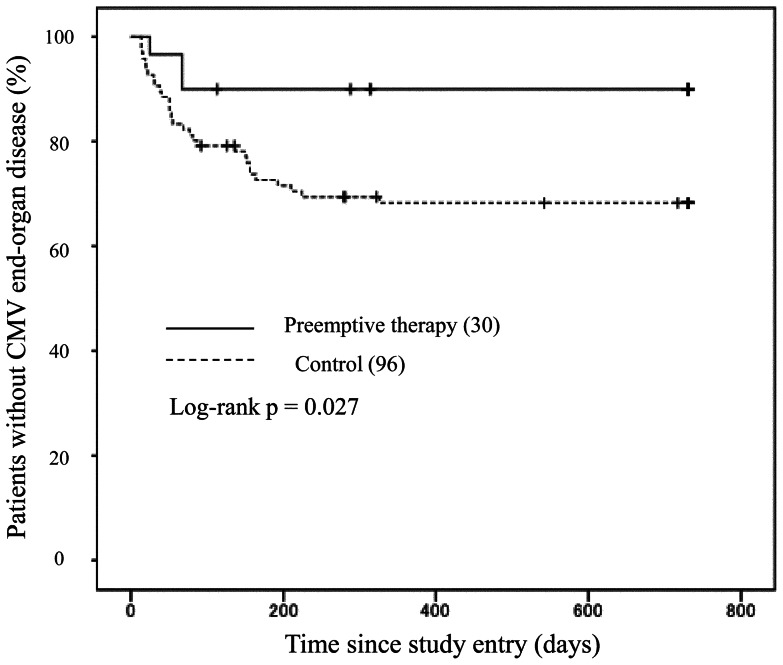 Patients without CMV end-organ disease (%)
100
80
60
40
20
0
Preemptive therapy (30)
Control (96)
Log-rank p = 0.027
0 200 400 600 800
Time since study entry (days)